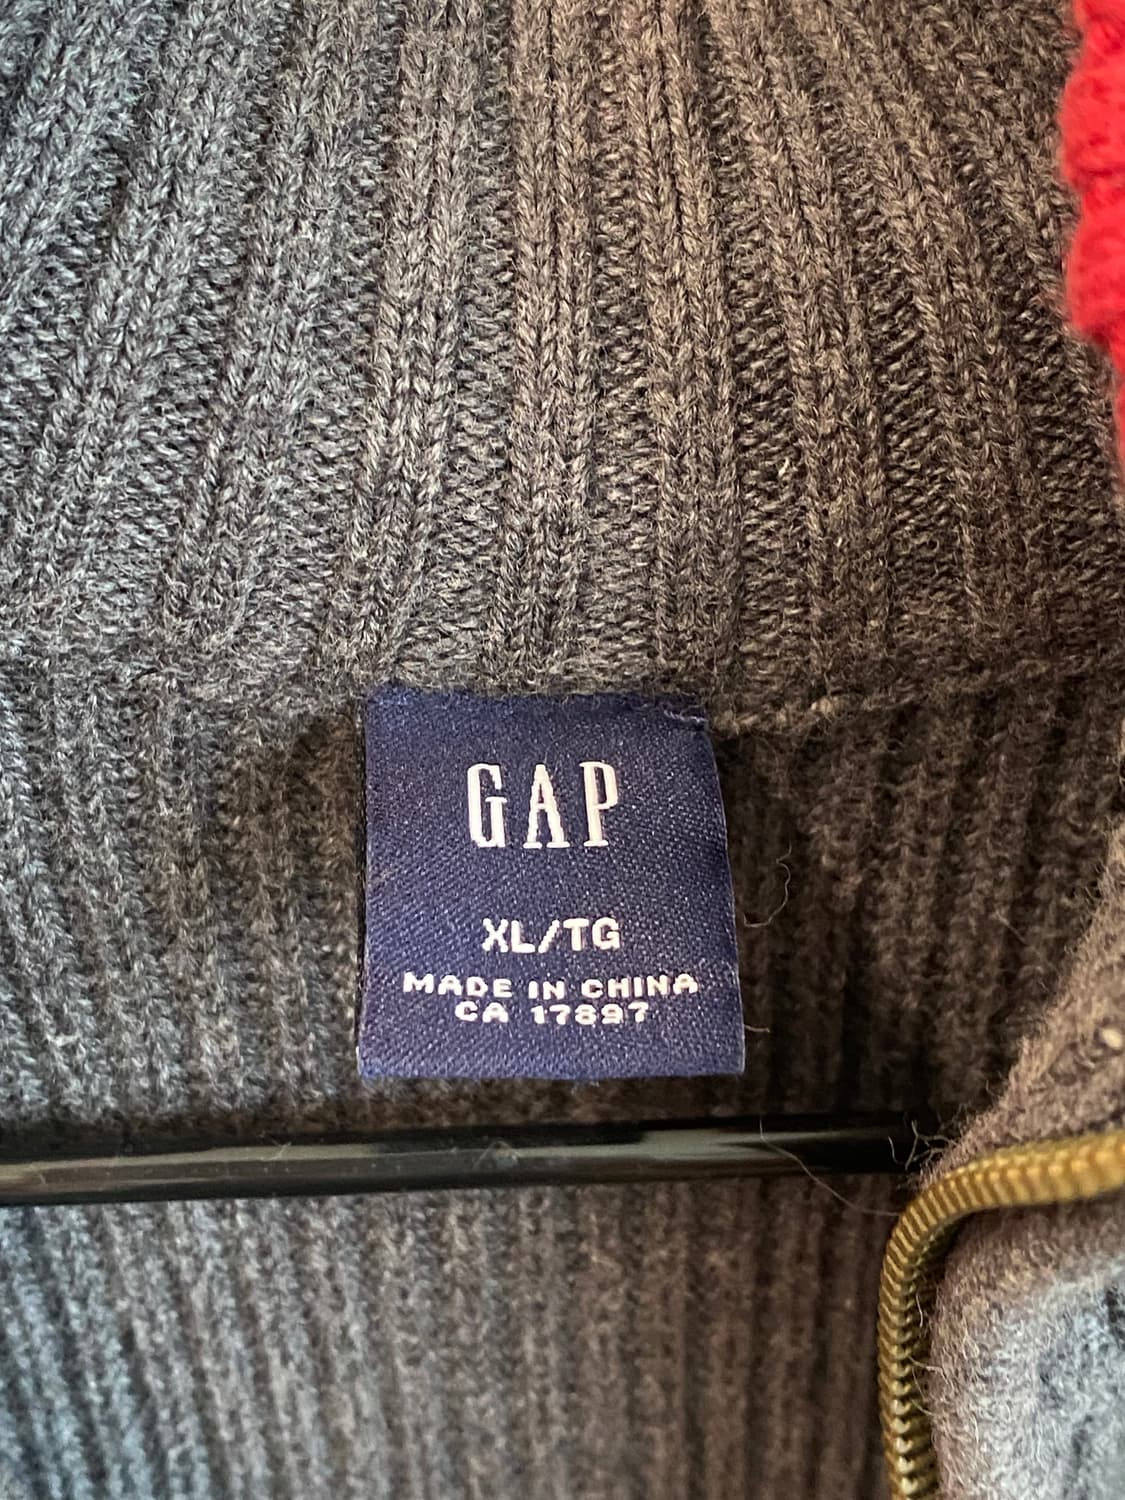 GAP
XL/TG
MADE IN CHINA
CA 17897